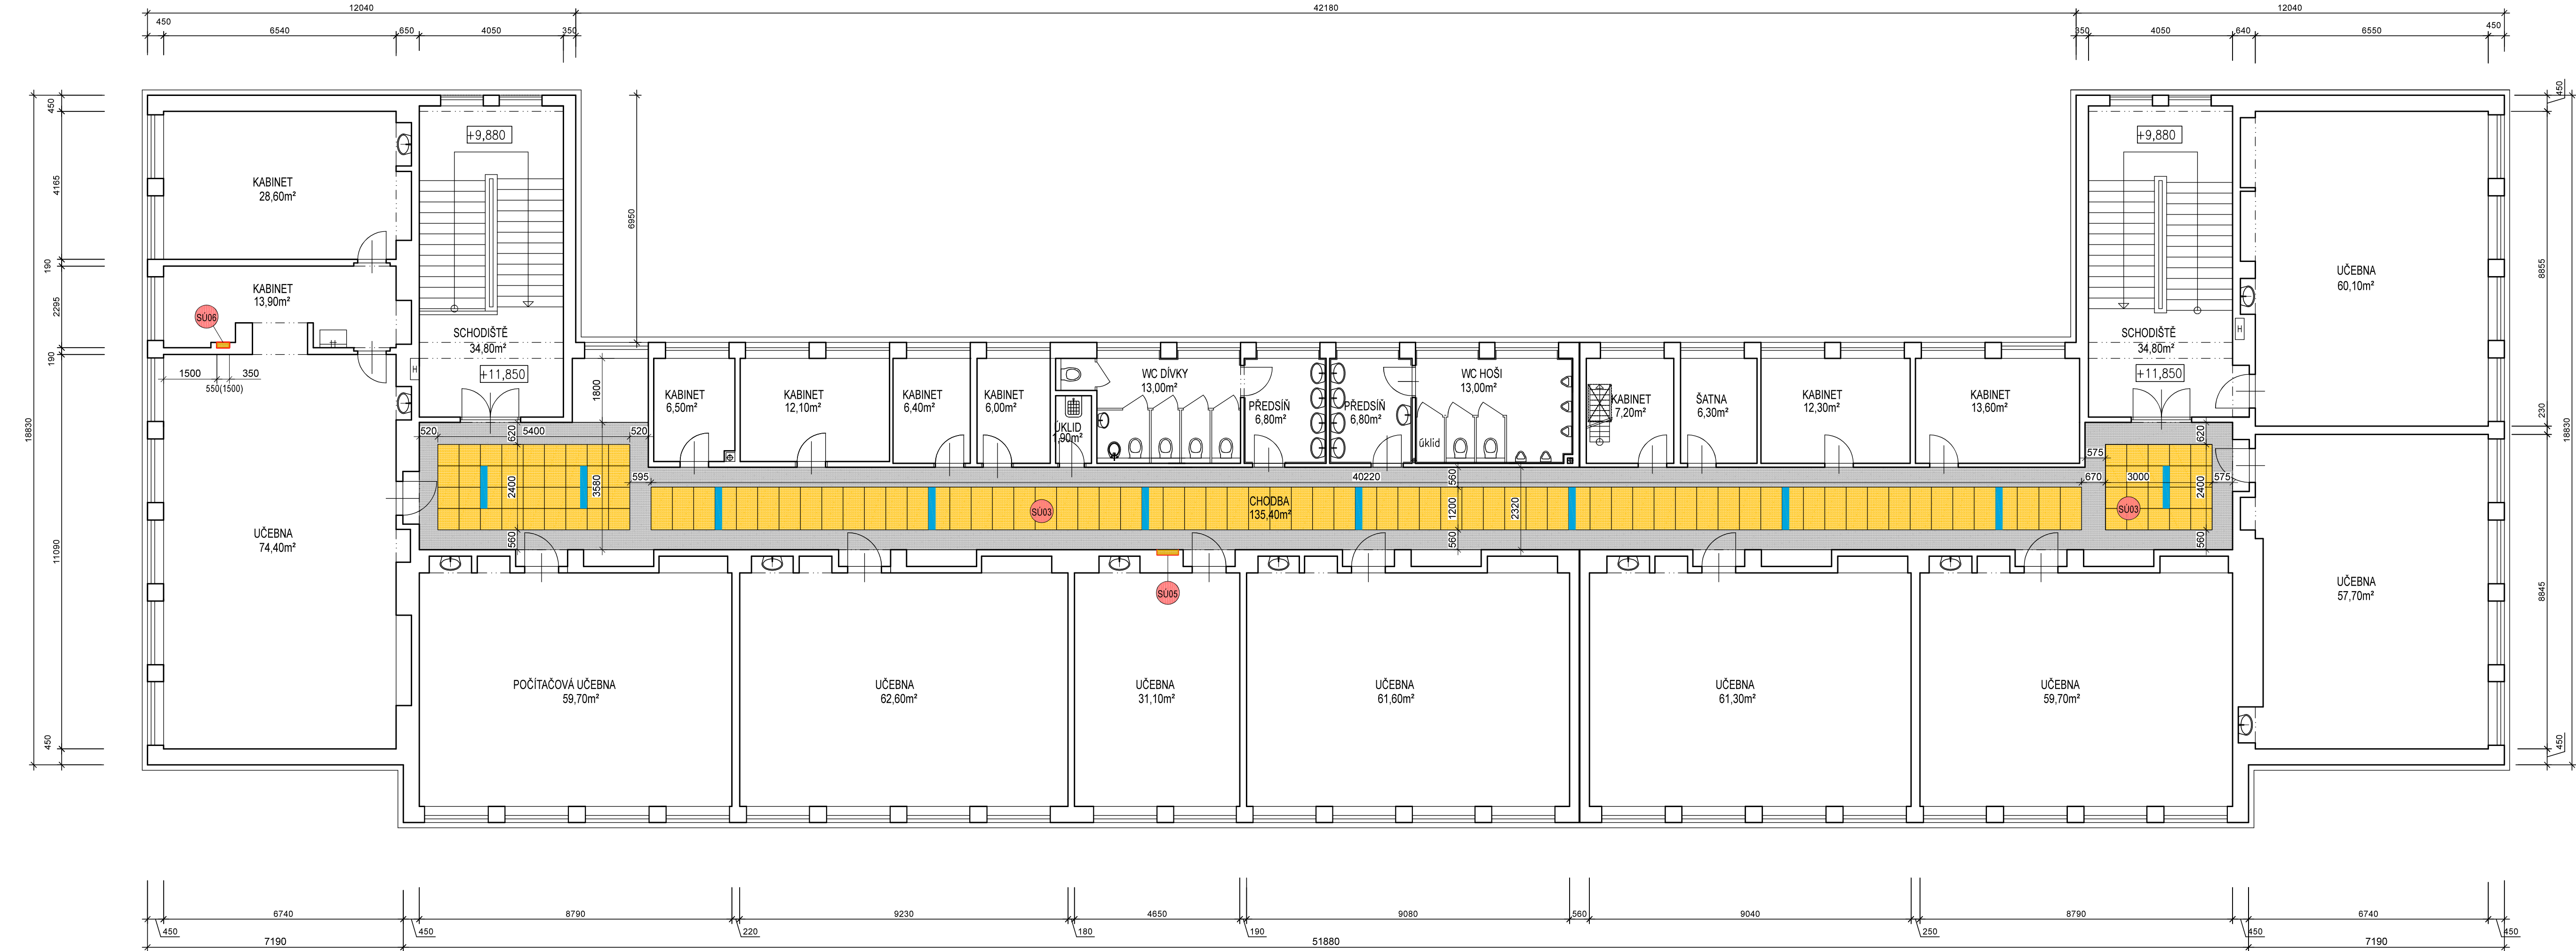 12040
42180
12040
450
6540
650
4050
350
350
4050
640
6550
450
450
4165
190
2295
190
11090
450
18830
6950
450
8855
230
18830
8845
450
+9,880
+9,880
KABINET
28,60m²
UČEBNA
60,10m²
KABINET
13,90m²
SÚ06
SCHODIŠTĚ
34,80m²
SCHODIŠTĚ
34,80m²
H
H
+11,850
+11,850
1500
350
550(1500)
1800
KABINET
6,50m²
KABINET
12,10m²
KABINET
6,40m²
KABINET
6,00m²
WC DÍVKY
13,00m²
PŘEDSÍŇ
6,80m²
PŘEDSÍŇ
6,80m²
WC HOŠI
13,00m²
KABINET
7,20m²
ŠATNA
6,30m²
KABINET
12,30m²
KABINET
13,60m²
ÚKLID
1,90m²
úklid
520
5400
520
620
595
2400
3580
560
40220
560
1200
2320
560
CHODBA
135,40m²
SÚ03
575
620
670
3000
575
2400
560
SÚ03
UČEBNA
74,40m²
SÚ05
UČEBNA
57,70m²
POČÍTAČOVÁ UČEBNA
59,70m²
UČEBNA
62,60m²
UČEBNA
31,10m²
UČEBNA
61,60m²
UČEBNA
61,30m²
UČEBNA
59,70m²
6740
8790
9230
4650
9080
560
9040
8790
6740
450
450
220
180
190
250
450
450
7190
51880
7190